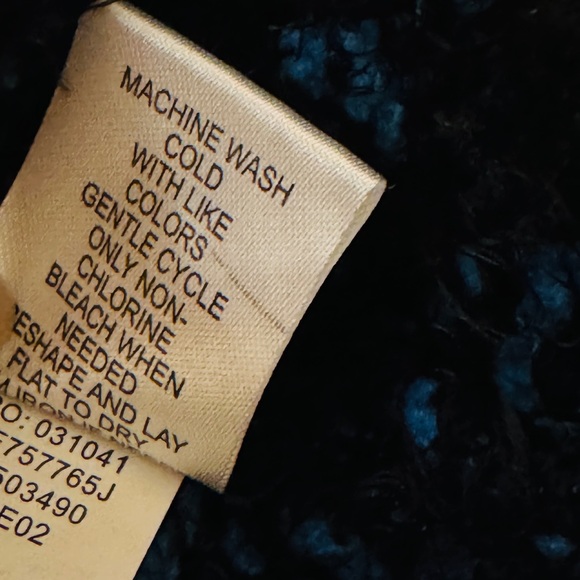 MACHINE WASH
COLD
WITH LIKE
COLORS
GENTLE CYCLE
ONLY NON-
CHLORINE
BLEACH WHEN
NEEDED
ESHAPE AND LAY
FLAT TO DRY
O: 031041
757765J
503490
E02